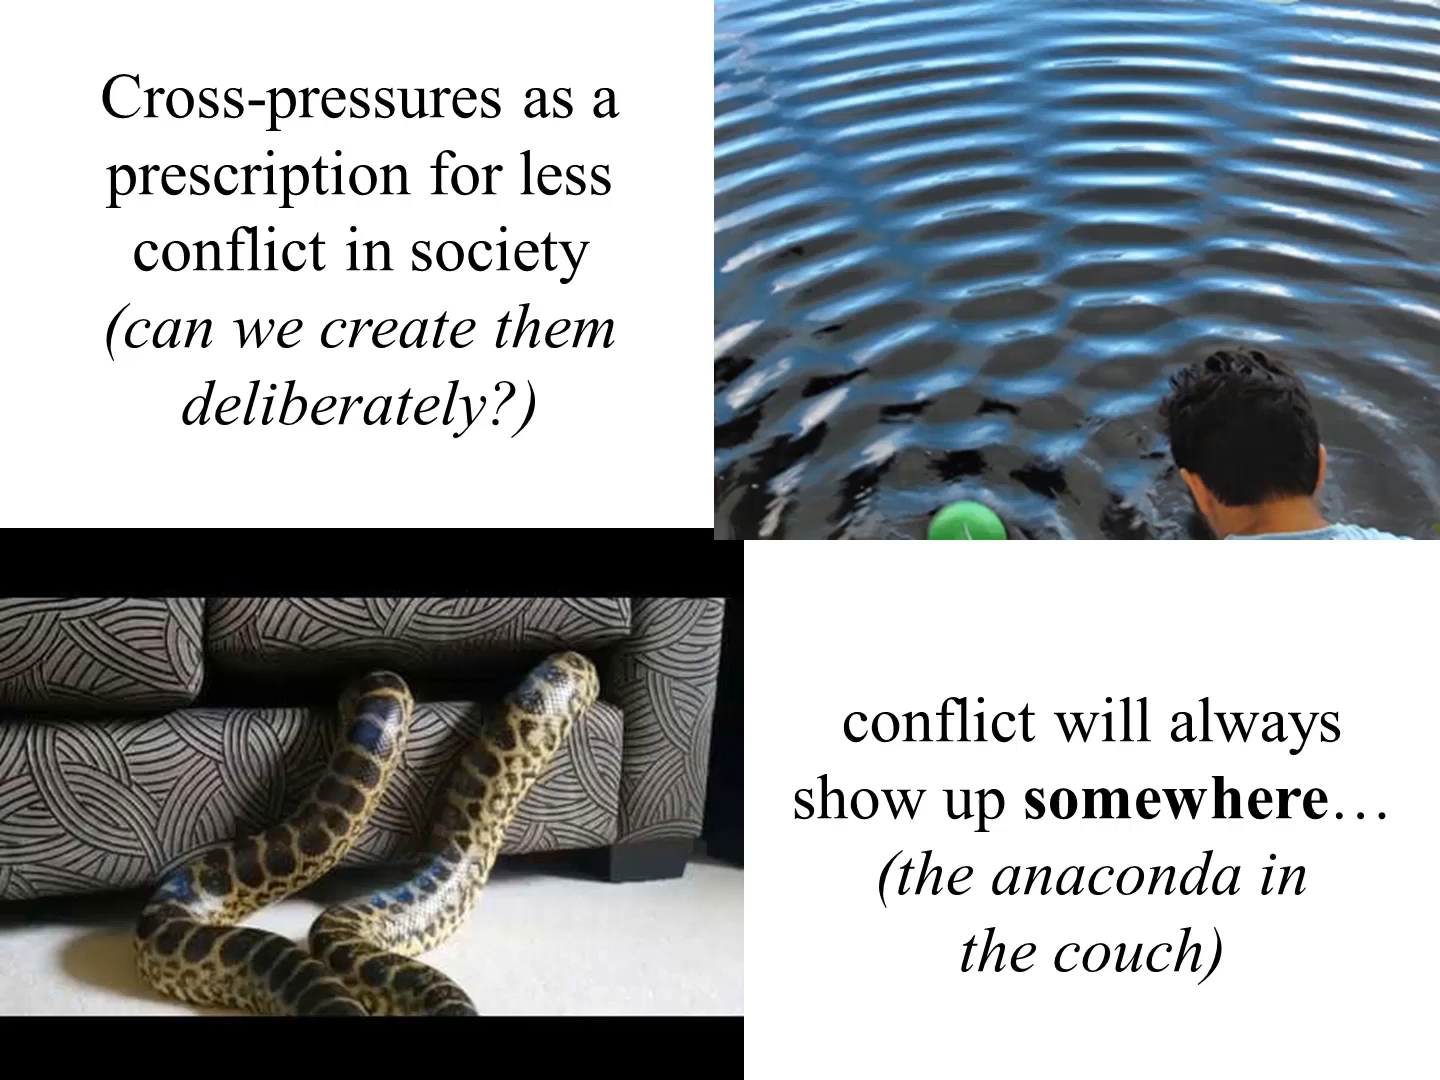 Cross-pressures as a
prescription for less
conflict in society
(can we create them
deliberately?)
conflict will always
show up somewhere…
(the anaconda in
the couch)